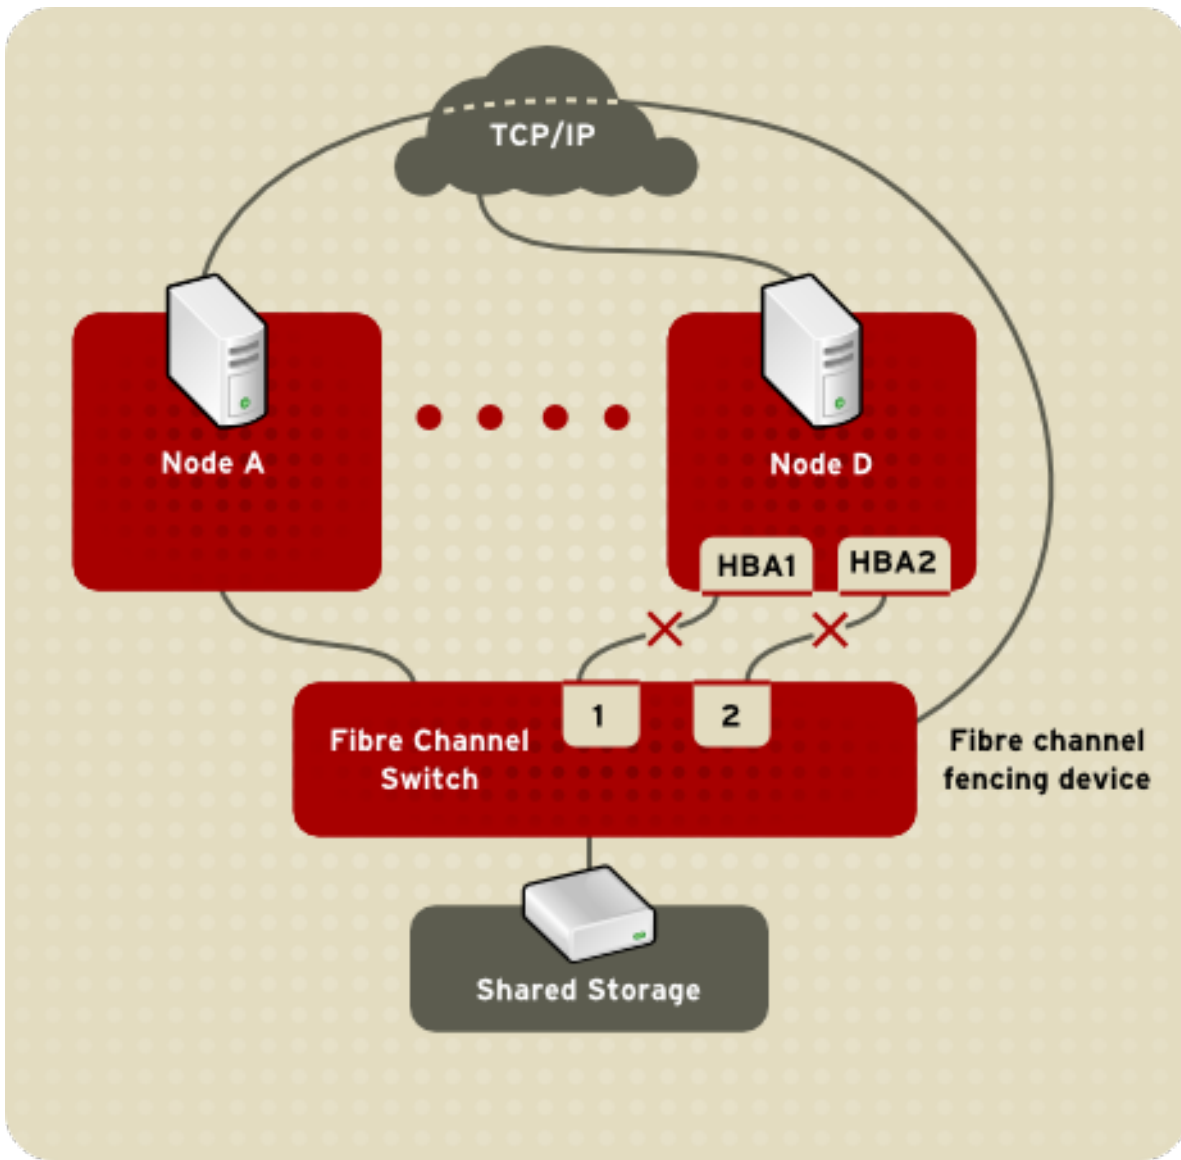 TCP/IP
Node A
Node D
HBA1
HBA2
1
2
Fibre Channel
Switch
Fibre channel
fencing device
Shared Storage